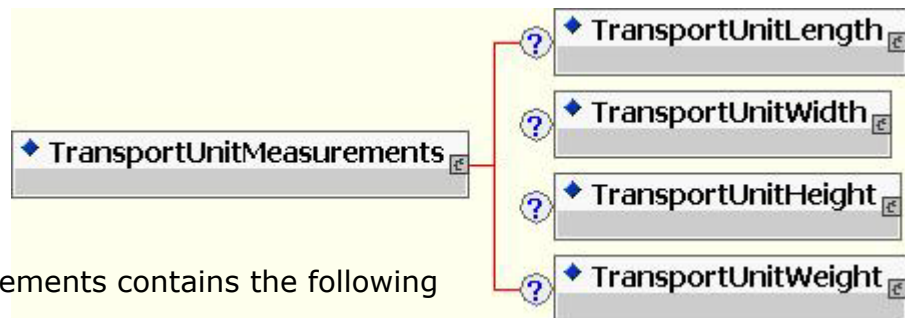 TransportUnitLength
TransportUnitWidth
TransportUnitMeasurements
TransportUnitHeight
ements contains the following
TransportUnitWeight